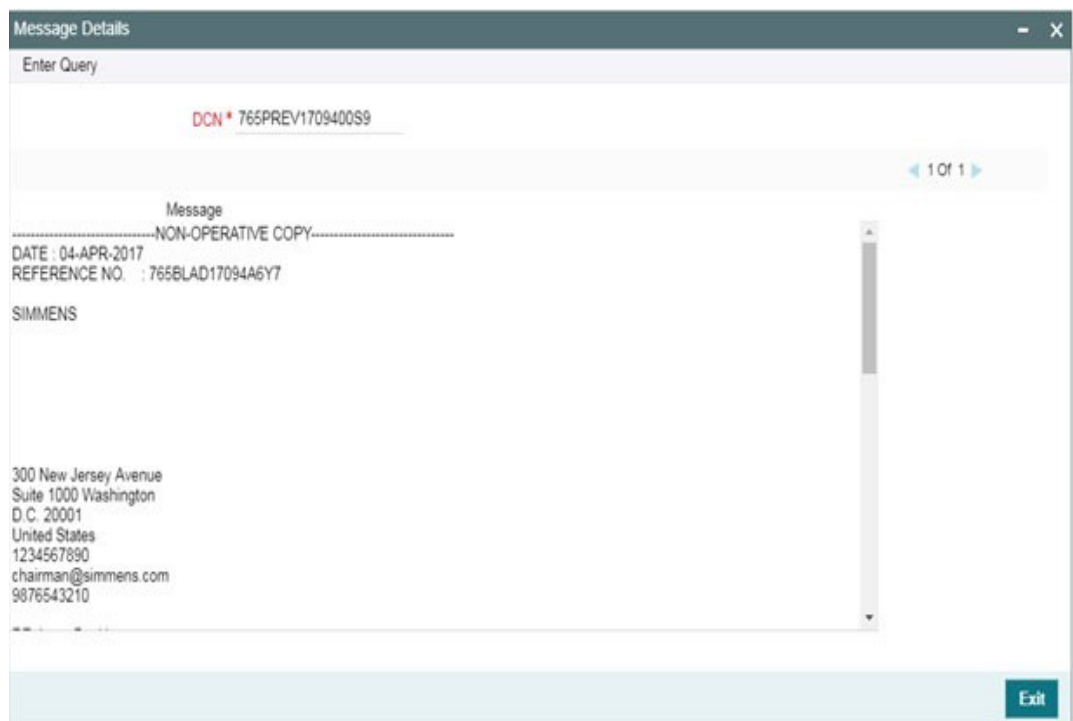 Message Details
Enter Query
DCN * 765PREV1709400S9
1 Of 1
Message
--------------------------------NON-OPERATIVE COPY--------------------------------
DATE : 04-APR-2017
REFERENCE NO. : 765BLAD17094A6Y7
SIMMENS
300 New Jersey Avenue
Suite 1000 Washington
D.C. 20001
United States
1234567890
chairman@simmens.com
9876543210
Exit